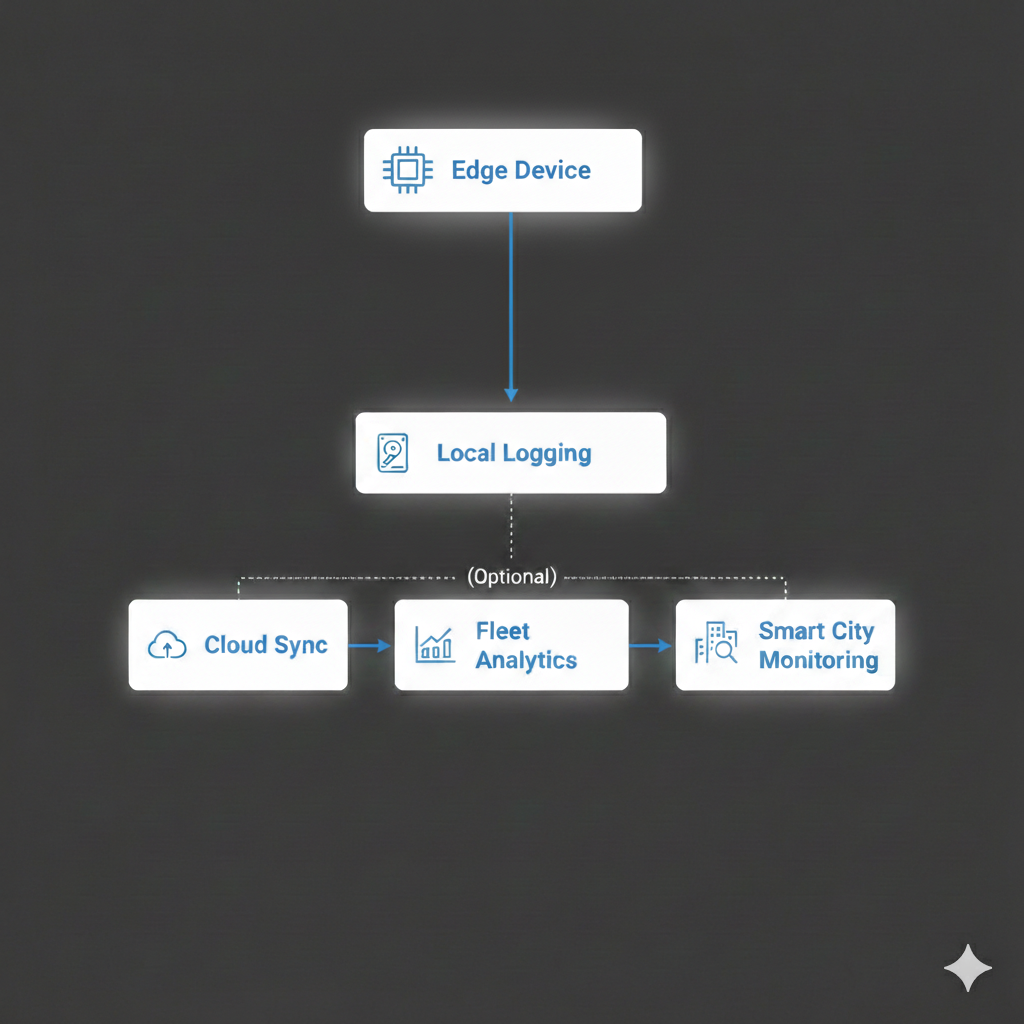 Edge Device
Local Logging
(Optional)
Cloud Sync
Fleet
Analytics
Smart City
Monitoring